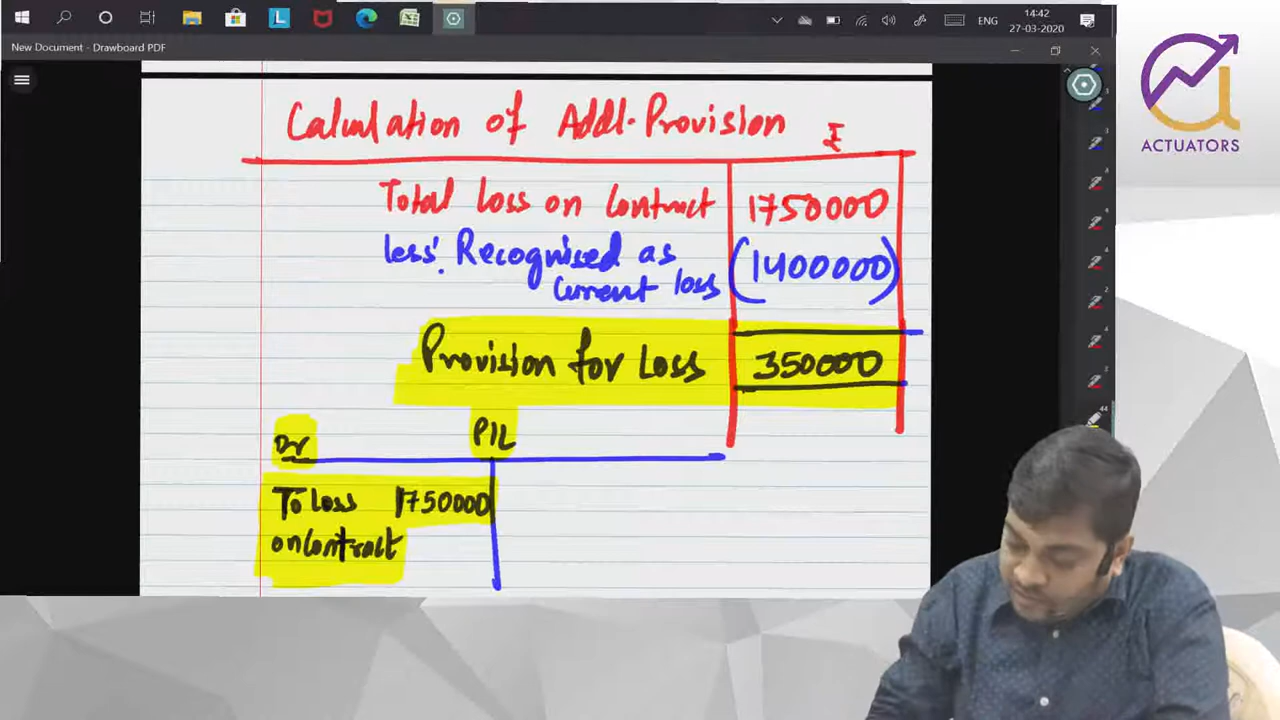 14:42
ENG
27-03-2020
New Document - Drawboard PDF
ACTUATORS
Calculation of Addl. Provision
₹
Total Loss on Contract 1750000
less: Recognised as
Current loss (1400000)
Provision for Loss 350000
Dr P/L
To Loss 1750000
on Contract
44